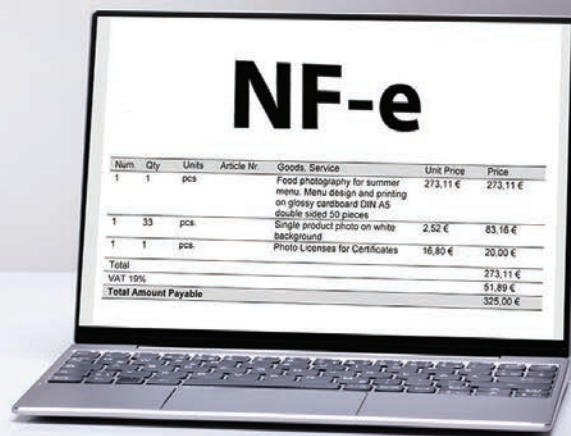 NF-e
Num. Qty Units Article Nr. Goods, Service Unit Price Price
1 1 pcs Food photography for summer 273,11 € 273,11 €
menu. Menu design and printing
on glossy cardboard DIN A5
double sided 50 pieces
1 33 pcs. Single product photo on white 2,52 € 83,16 €
background
1 1 pcs. Photo Licenses for Certificates 16,80 € 20,00 €
Total 273,11 €
VAT 19% 51,89 €
Total Amount Payable 325,00 €